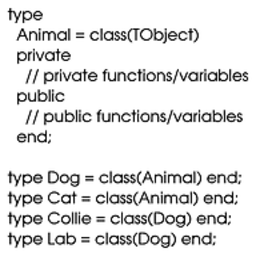 type
Animal = class(TObject)
private
// private functions/variables
public
// public functions/variables
end;
type Dog = class(Animal) end;
type Cat = class(Animal) end;
type Collie = class(Dog) end;
type Lab = class(Dog) end;